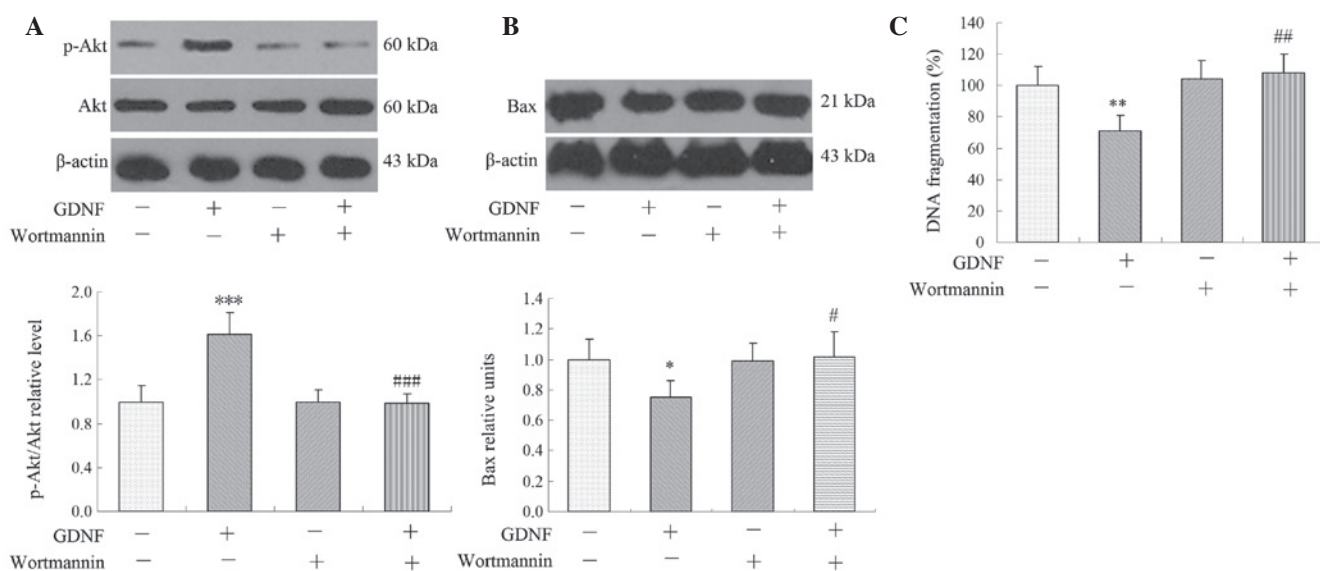 A
p-Akt 60 kDa
Akt 60 kDa
β-actin 43 kDa
GDNF − + − +
Wortmannin − − + +
p-Akt/Akt relative level
2.0
1.6
1.2
0.8
0.4
0.0
***
###
GDNF − + − +
Wortmannin − − + +
B
Bax 21 kDa
β-actin 43 kDa
− + − +
− − + +
Bax relative units
1.4
1.2
1.0
0.8
0.6
0.4
0.2
0.0
*
#
GDNF − + − +
Wortmannin − − + +
C
DNA fragmentation (%)
140
120
100
80
60
40
20
0
**
##
GDNF − + − +
Wortmannin − − + +